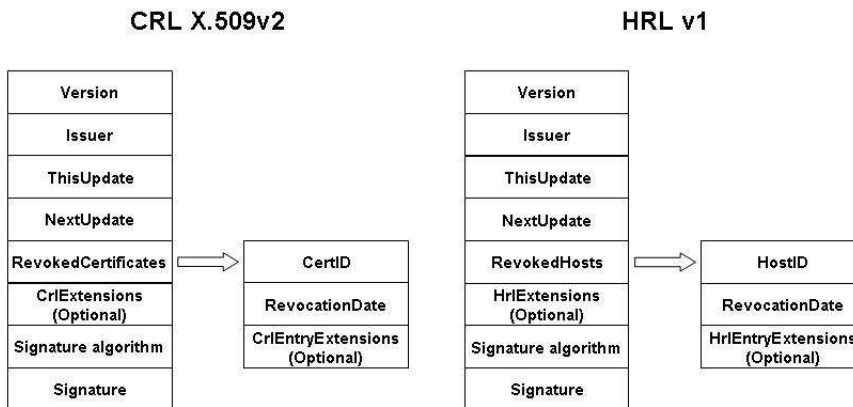 CRL X.509v2
Version
Issuer
ThisUpdate
NextUpdate
RevokedCertificates
CrlExtensions
(Optional)
Signature algorithm
Signature
CertID
RevocationDate
CrlEntryExtensions
(Optional)
HRL v1
Version
Issuer
ThisUpdate
NextUpdate
RevokedHosts
HrlExtensions
(Optional)
Signature algorithm
Signature
HostID
RevocationDate
HrlEntryExtensions
(Optional)